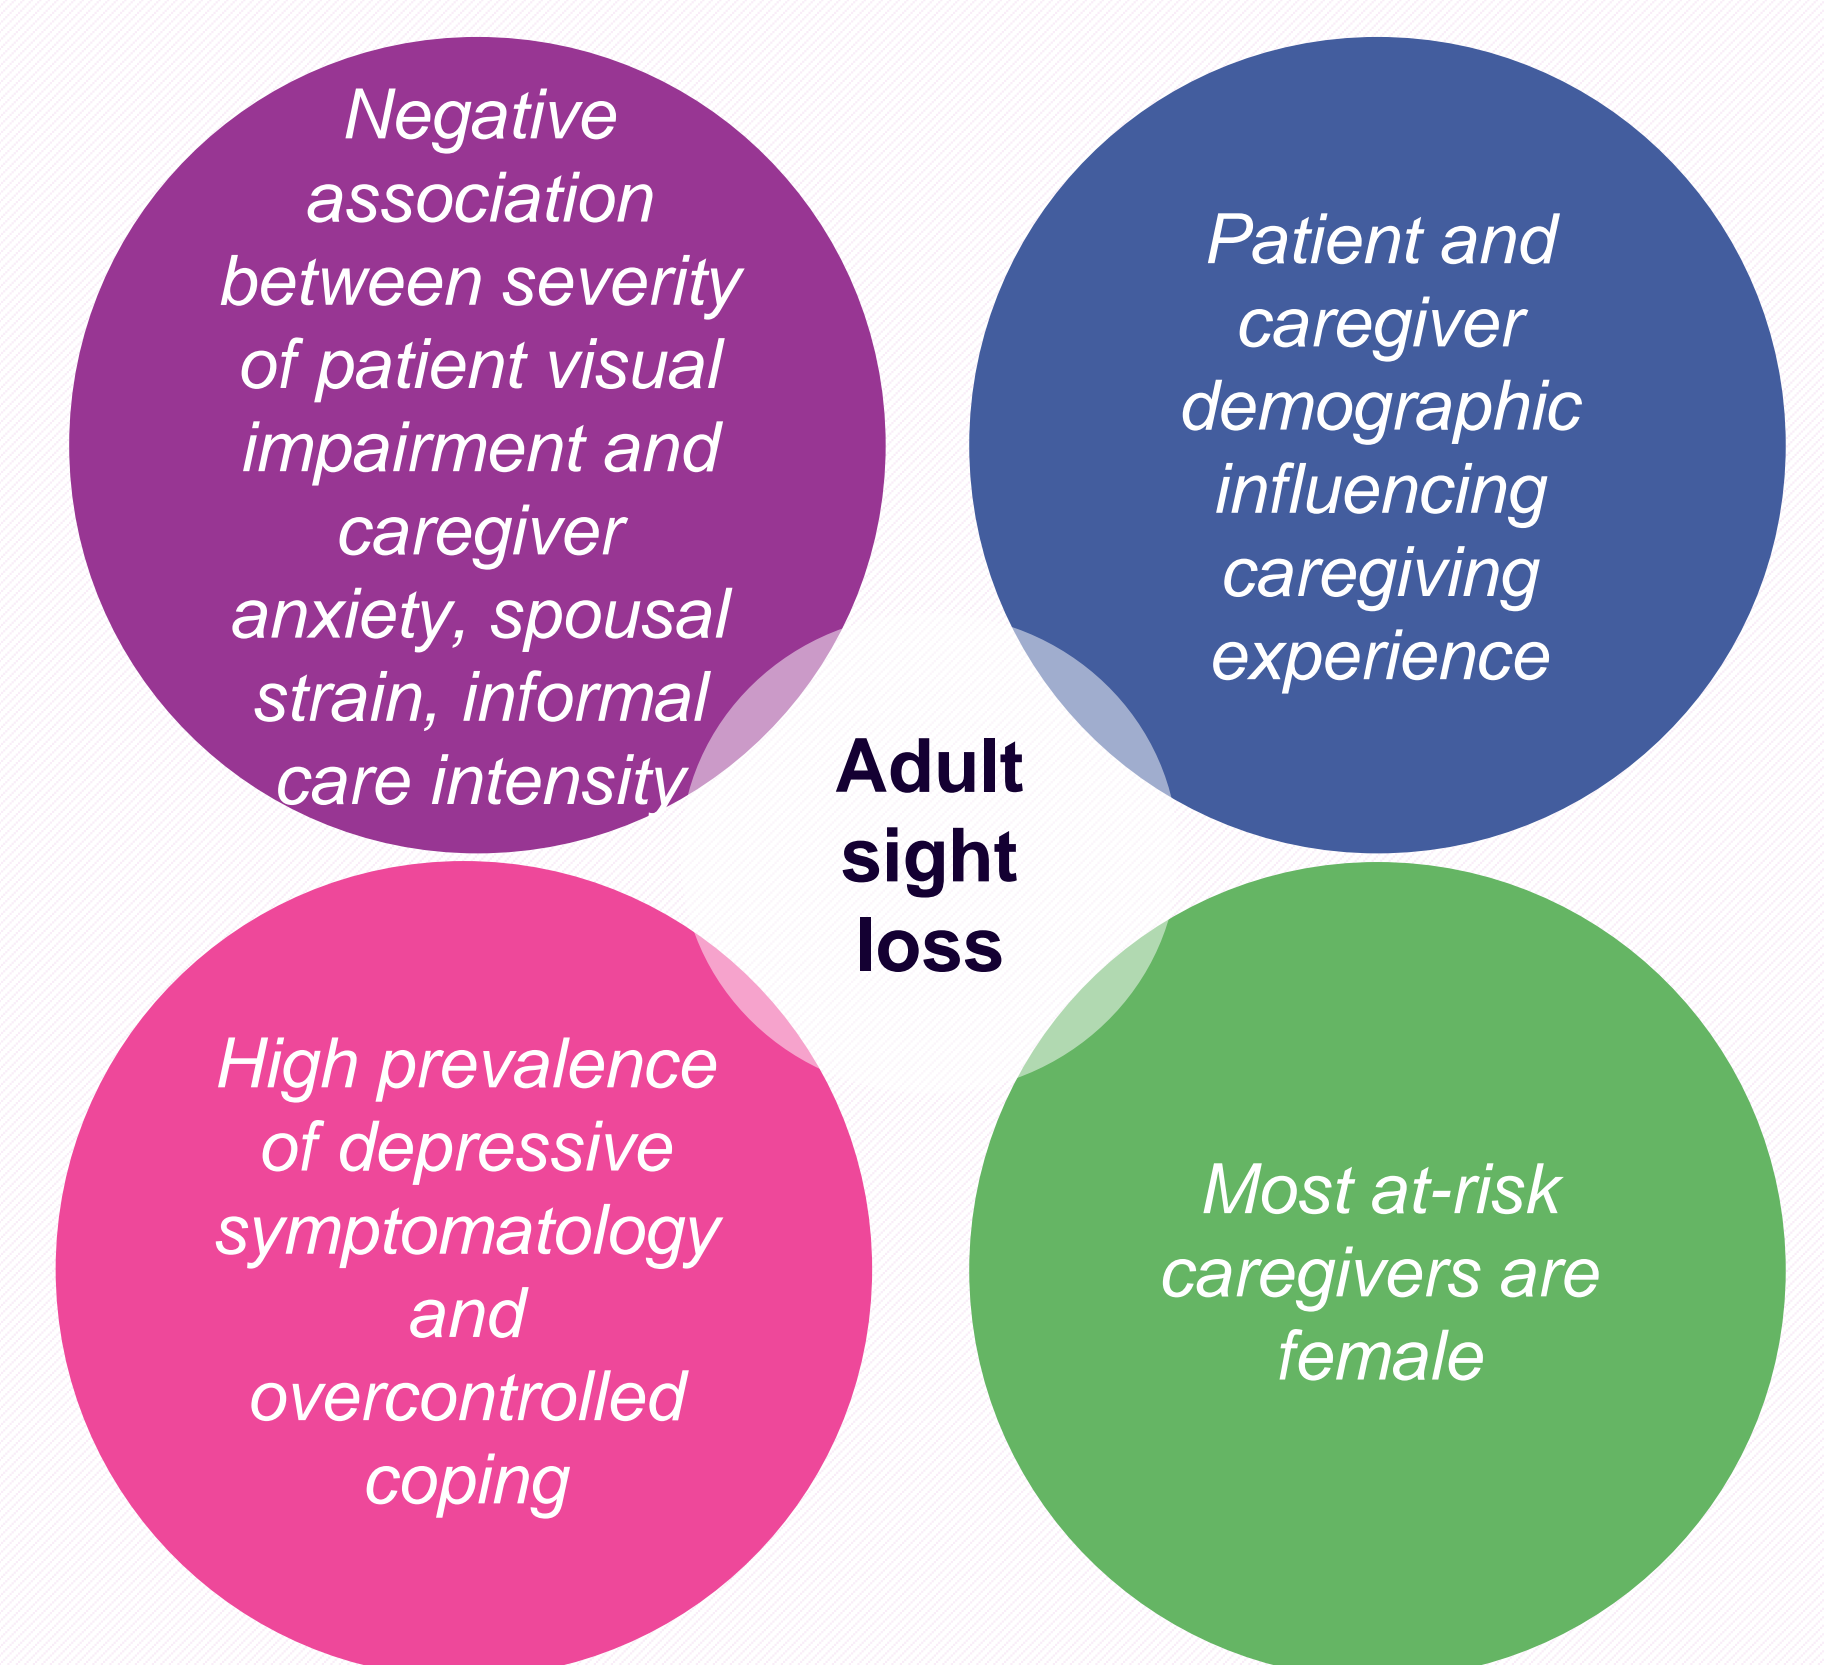 Negative
association
between severity
of patient visual
impairment and
caregiver
anxiety, spousal
strain, informal
care intensity
Patient and
caregiver
demographic
influencing
caregiving
experience
Adult
sight
loss
High prevalence
of depressive
symptomatology
and
overcontrolled
coping
Most at-risk
caregivers are
female